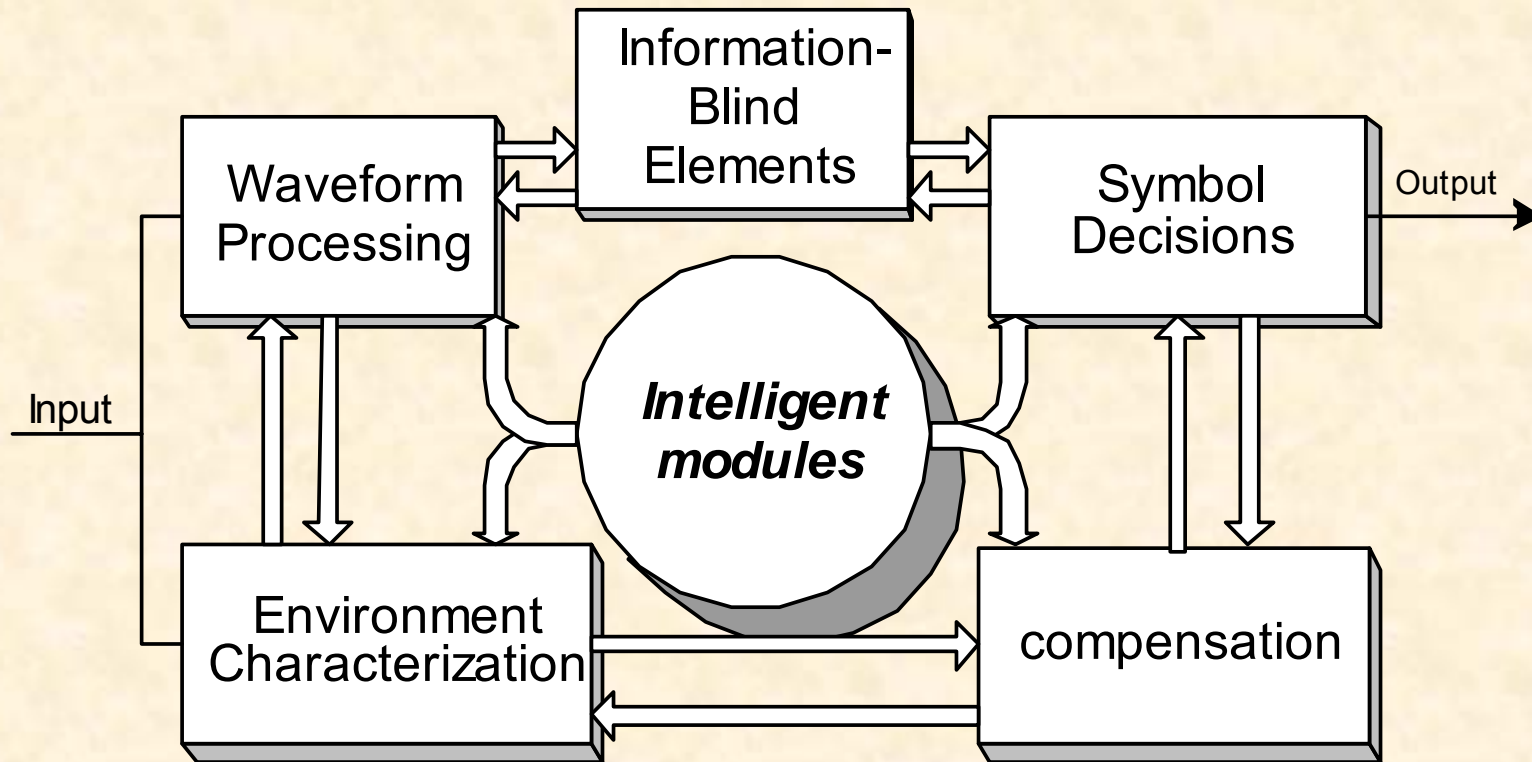 Information-
Blind
Elements
Waveform
Processing
Symbol
Decisions
Output
Input
Intelligent
modules
Environment
Characterization
compensation